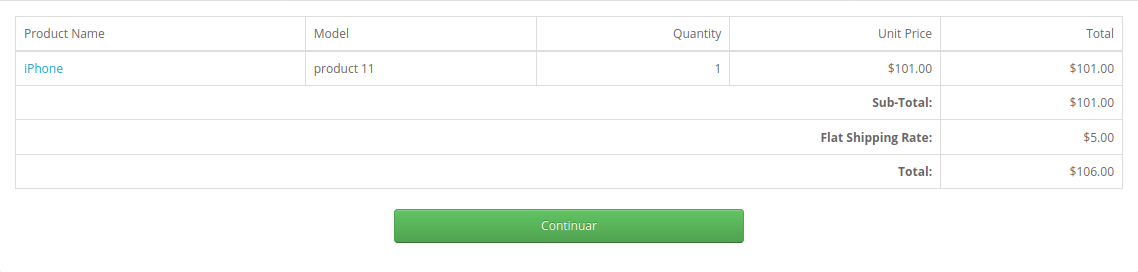 Product Name Model Quantity Unit Price Total
iPhone product 11 1 $101.00 $101.00
Sub-Total: $101.00
Flat Shipping Rate: $5.00
Total: $106.00
Continuar